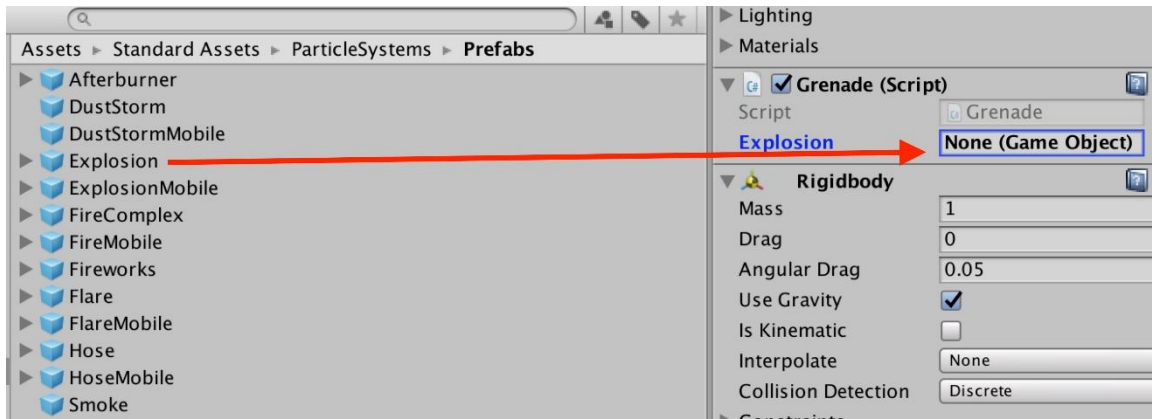 Assets ▸ Standard Assets ▸ ParticleSystems ▸ Prefabs
Afterburner
DustStorm
DustStormMobile
Explosion
ExplosionMobile
FireComplex
FireMobile
Fireworks
Flare
FlareMobile
Hose
HoseMobile
Smoke
Lighting
Materials
C# Grenade (Script)
Script Grenade
Explosion None (Game Object)
Rigidbody
Mass 1
Drag 0
Angular Drag 0.05
Use Gravity
Is Kinematic
Interpolate None
Collision Detection Discrete
Constraints